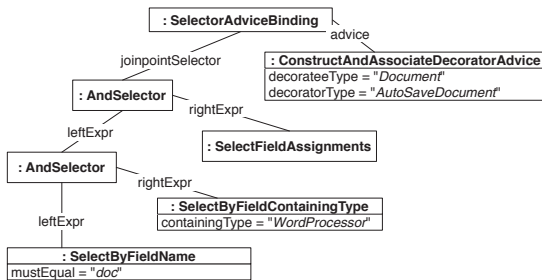 : SelectorAdviceBinding
advice
joinpointSelector
: ConstructAndAssociateDecoratorAdvice
decorateeType = "Document"
decoratorType = "AutoSaveDocument"
: AndSelector
rightExpr
leftExpr
: SelectFieldAssignments
: AndSelector
rightExpr
leftExpr
: SelectByFieldContainingType
containingType = "WordProcessor"
: SelectByFieldName
mustEqual = "doc"